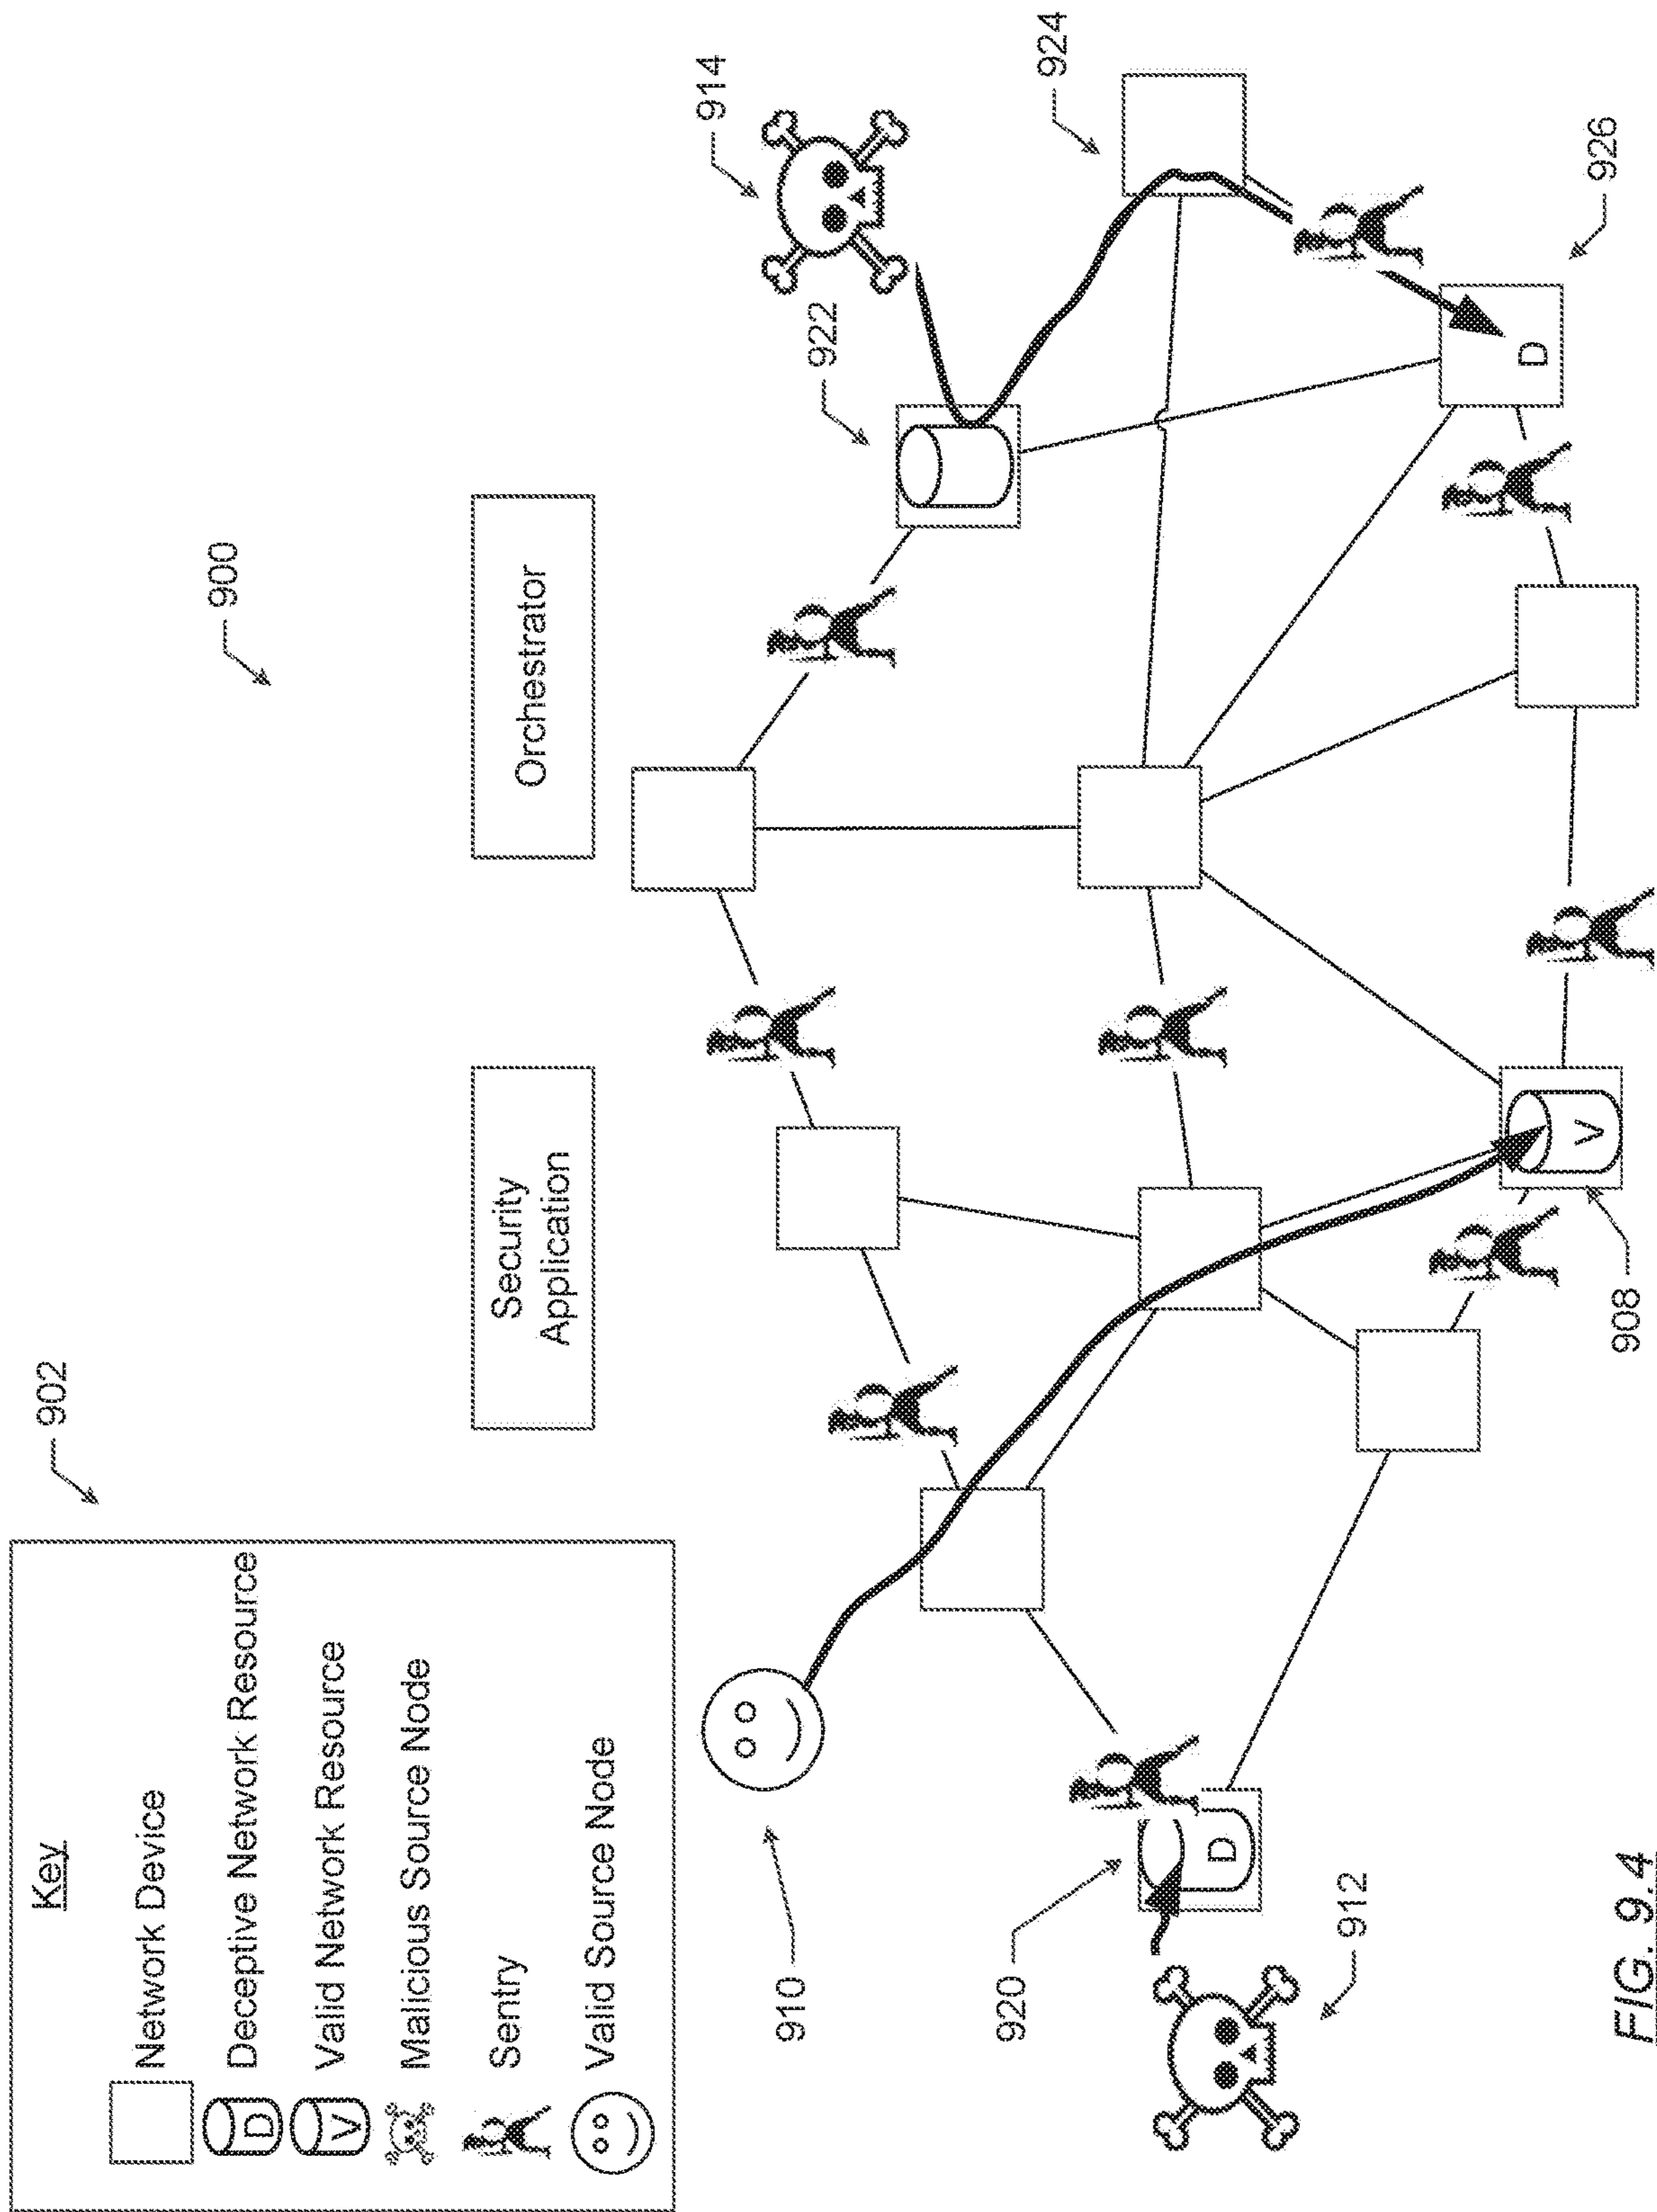 900
902
Key
Network Device
D
Deceptive Network Resource
V
Valid Network Resource
Malicious Source Node
Sentry
Valid Source Node
Security
Application
Orchestrator
910
914
922
924
920
D
912
V
908
D
926
FIG. 9.4